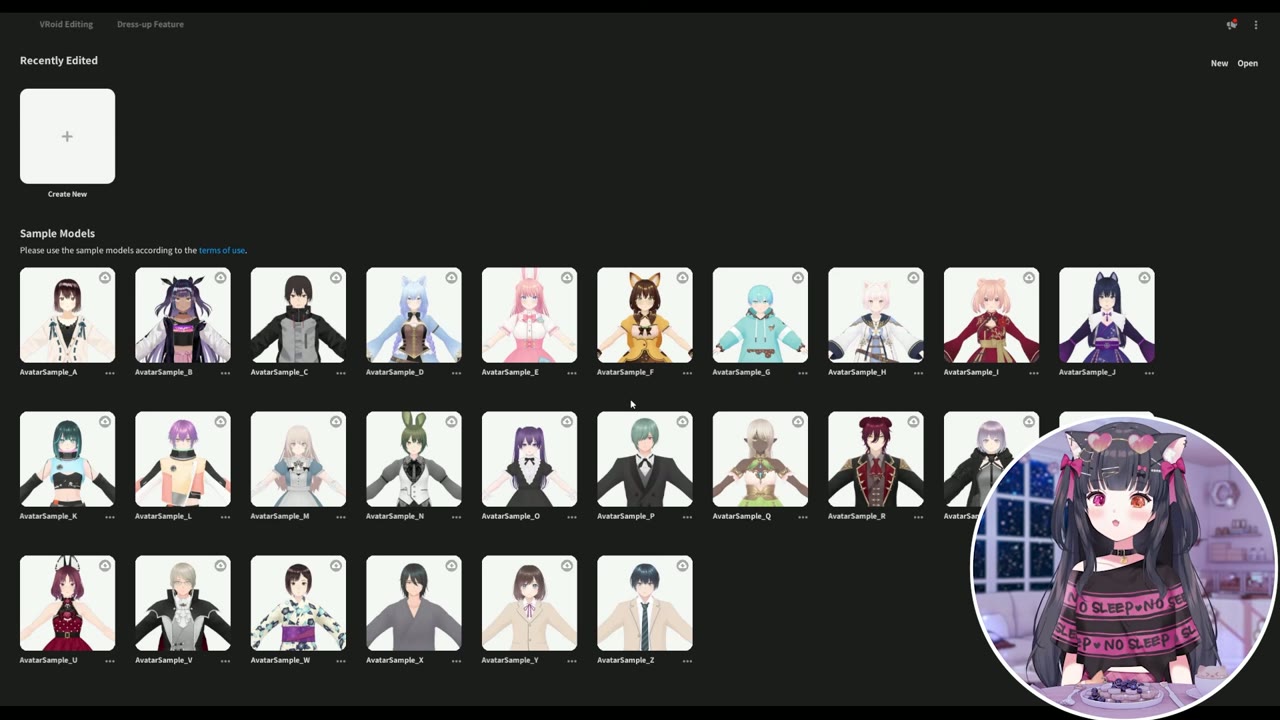 VRoid Editing Dress-up Feature
Recently Edited
New Open
+
Create New
Sample Models
Please use the sample models according to the terms of use.
AvatarSample_A ••• AvatarSample_B ••• AvatarSample_C ••• AvatarSample_D ••• AvatarSample_E ••• AvatarSample_F ••• AvatarSample_G ••• AvatarSample_H ••• AvatarSample_I ••• AvatarSample_J •••
AvatarSample_K ••• AvatarSample_L ••• AvatarSample_M ••• AvatarSample_N ••• AvatarSample_O ••• AvatarSample_P ••• AvatarSample_Q ••• AvatarSample_R •••
NO SLEEP♥NO SE
EP♥NO SLEEP
AvatarSample_U ••• AvatarSample_V ••• AvatarSample_W ••• AvatarSample_X ••• AvatarSample_Y ••• AvatarSample_Z •••